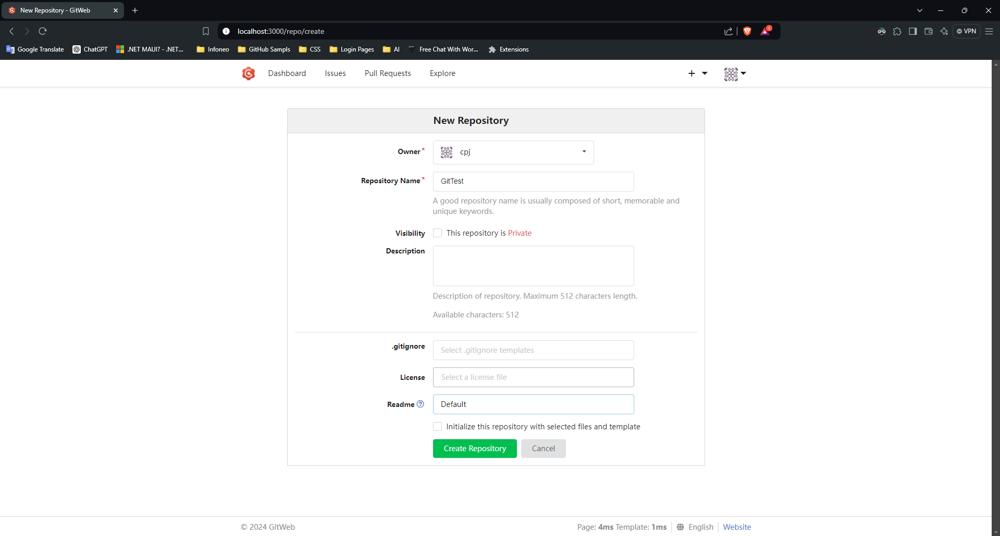 New Repository - GitWeb
localhost:3000/repo/create
1
VPN
Google Translate
ChatGPT
.NET MAUI? - .NET...
Infoneo
GitHub Sampls
CSS
Login Pages
AI
Free Chat With Wor...
Extensions
Dashboard
Issues
Pull Requests
Explore
New Repository
Owner*
cpj
Repository Name*
GitTest
A good repository name is usually composed of short, memorable and
unique keywords.
Visibility
This repository is Private
Description
Description of repository. Maximum 512 characters length.
Available characters: 512
.gitignore
Select .gitignore templates
License
Select a license file
Readme
Default
Initialize this repository with selected files and template
Create Repository
Cancel
© 2024 GitWeb
Page: 4ms Template: 1ms
English
Website